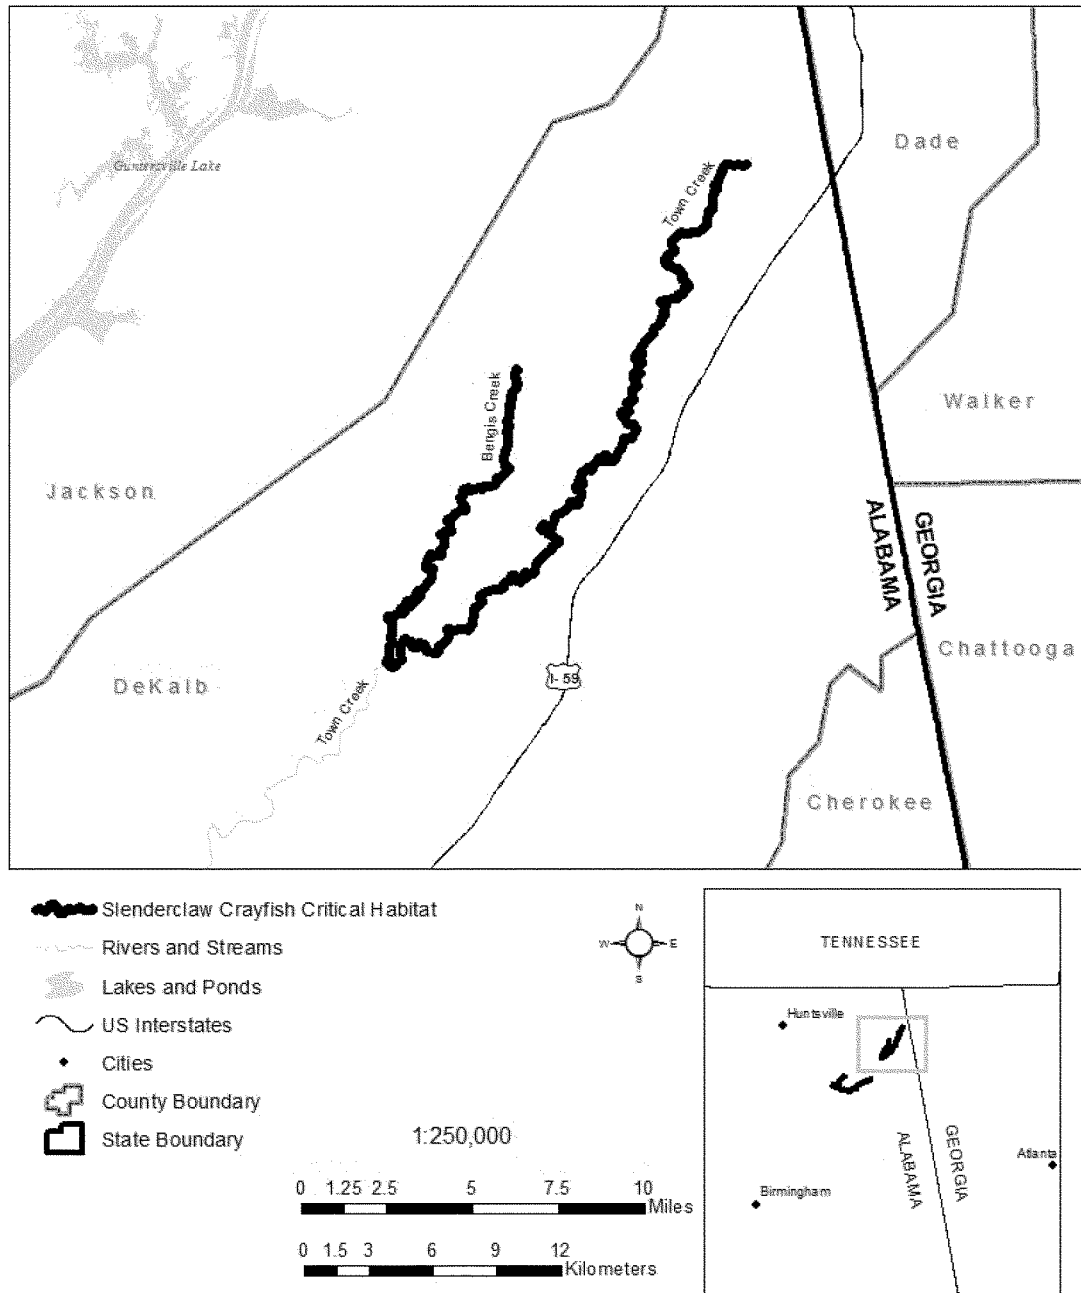 Dade
Guntersville Lake
Town Creek
Bengis Creek
Walker
Jackson
ALABAMA
GEORGIA
Chattooga
DeKalb
I-59
Town Creek
Cherokee
Slenderclaw Crayfish Critical Habitat
Rivers and Streams
Lakes and Ponds
US Interstates
Cities
County Boundary
State Boundary
N
W
E
S
1:250,000
0 1.25 2.5 5 7.5 10
Miles
0 1.5 3 6 9 12
Kilometers
TENNESSEE
Huntsville
ALABAMA
GEORGIA
Atlanta
Birmingham